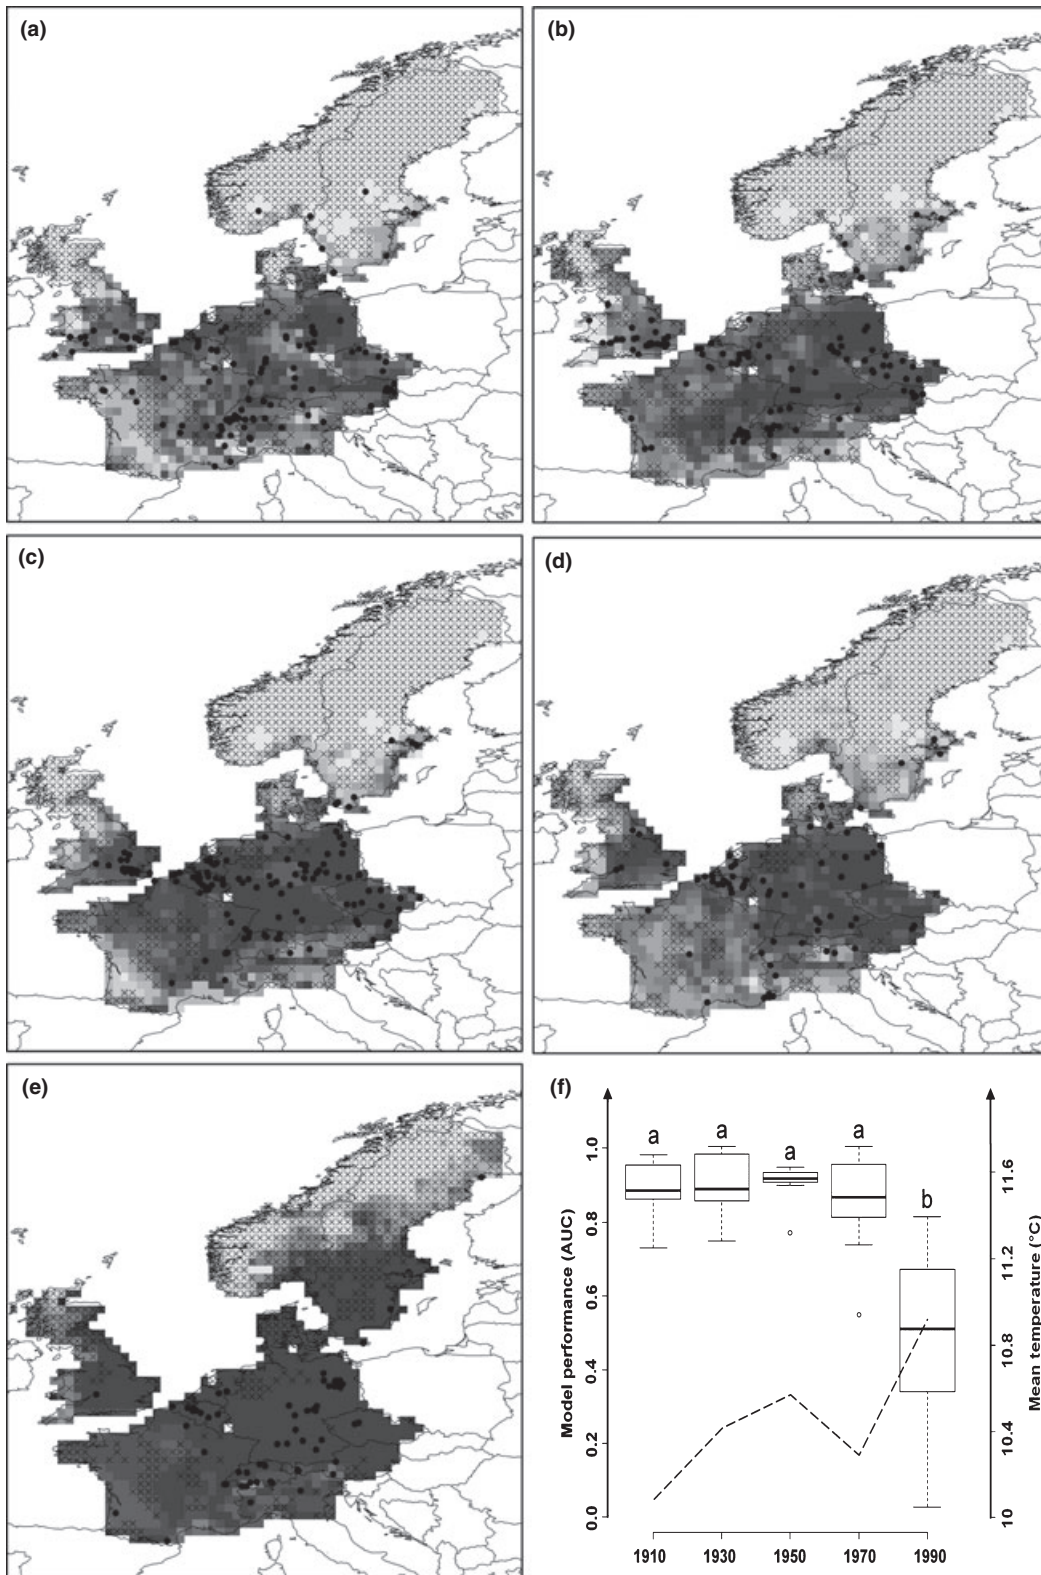 (a)
(b)
(c)
(d)
(e)
(f)
Model performance (AUC)
0.0
0.2
0.4
0.6
0.8
1.0
a
a
a
a
b
10
10.4
10.8
11.2
11.6
Mean temperature (°C)
1910 1930 1950 1970 1990